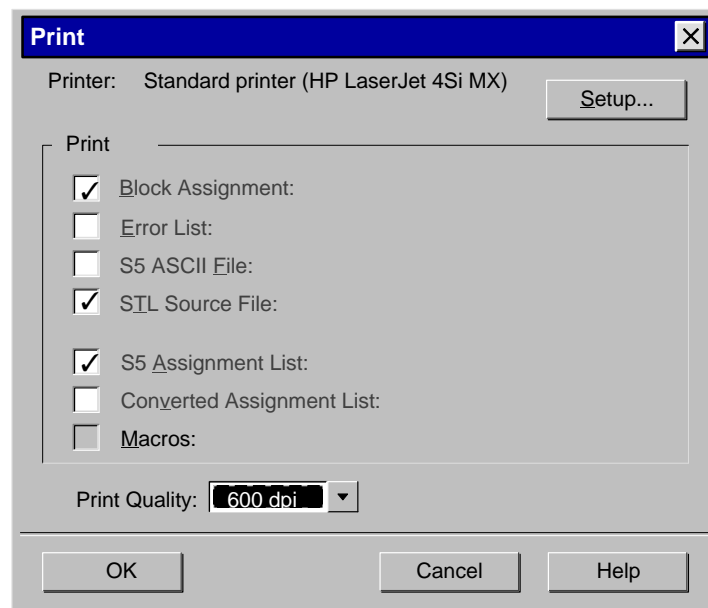 Print
Printer: Standard printer (HP LaserJet 4Si MX)
Setup...
Print
Block Assignment:
Error List:
S5 ASCII File:
STL Source File:
S5 Assignment List:
Converted Assignment List:
Macros:
Print Quality: 600 dpi
OK Cancel Help